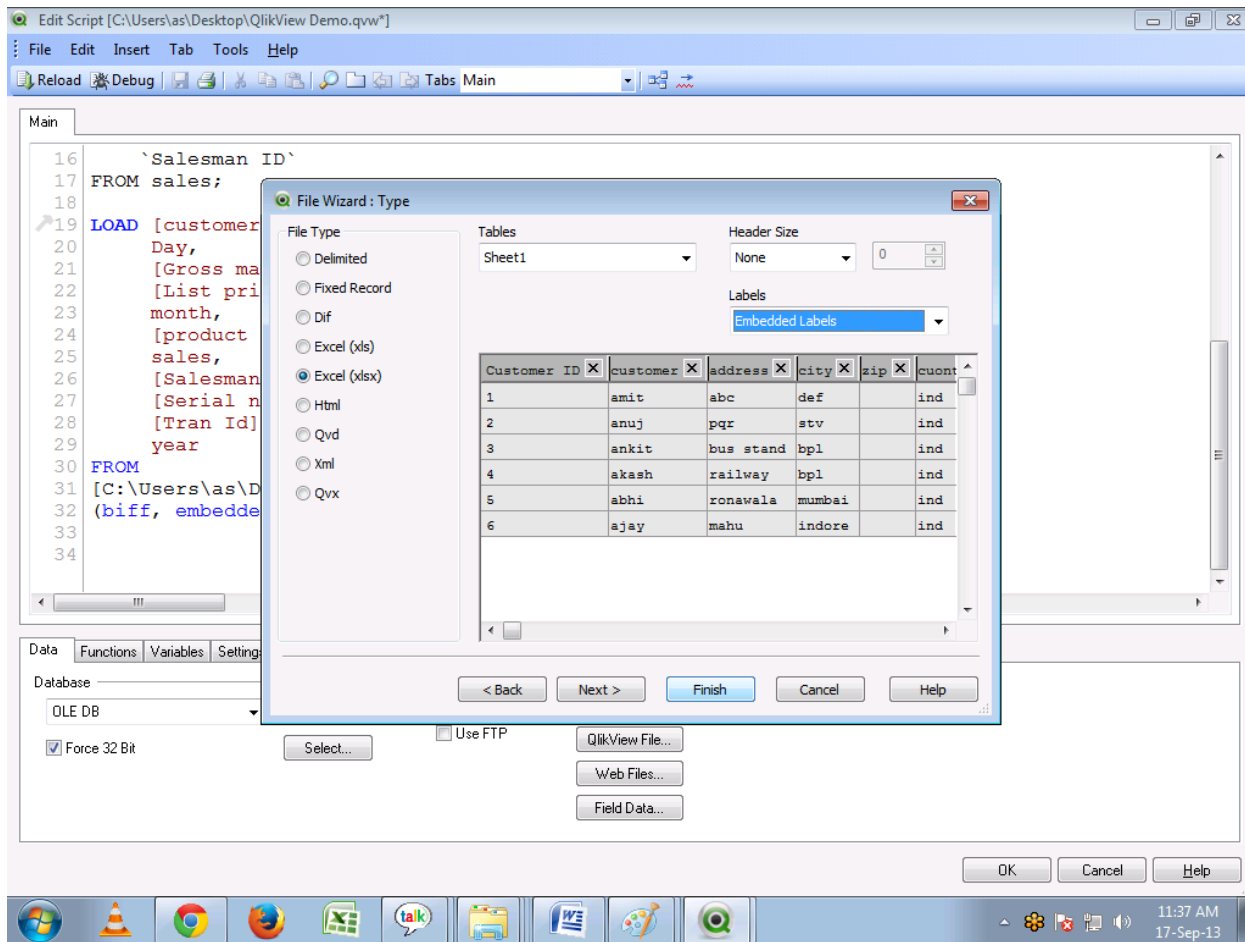 Edit Script [C:\Users\as\Desktop\QlikView Demo.qvw*]
File Edit Insert Tab Tools Help
Reload Debug Tabs Main
Main
16 `Salesman ID`
17 FROM sales;
18
19 LOAD [customer
20 Day,
21 [Gross ma
22 [List pri
23 month,
24 [product
25 sales,
26 [Salesman
27 [Serial n
28 [Tran Id]
29 year
30 FROM
31 [C:\Users\as\D
32 (biff, embedde
33
34
File Wizard : Type
File Type
Delimited
Fixed Record
Dif
Excel (xls)
Excel (xlsx)
Html
Qvd
Xml
Qvx
Tables
Sheet1
Header Size
None 0
Labels
Embedded Labels
Customer ID customer address city zip cuont
1 amit abc def ind
2 anuj pqr stv ind
3 ankit bus stand bpl ind
4 akash railway bpl ind
5 abhi ronawala mumbai ind
6 ajay mahu indore ind
< Back Next > Finish Cancel Help
Data Functions Variables Setting
Database
OLE DB
Force 32 Bit
Select...
Use FTP
QlikView File...
Web Files...
Field Data...
OK Cancel Help
talk
11:37 AM
17-Sep-13